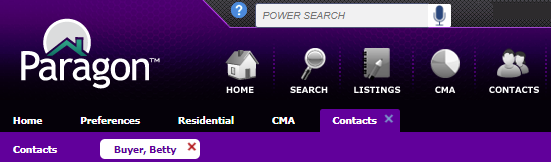 ? POWER SEARCH
Paragon™
HOME SEARCH LISTINGS CMA CONTACTS
Home Preferences Residential CMA Contacts ×
Contacts Buyer, Betty ×